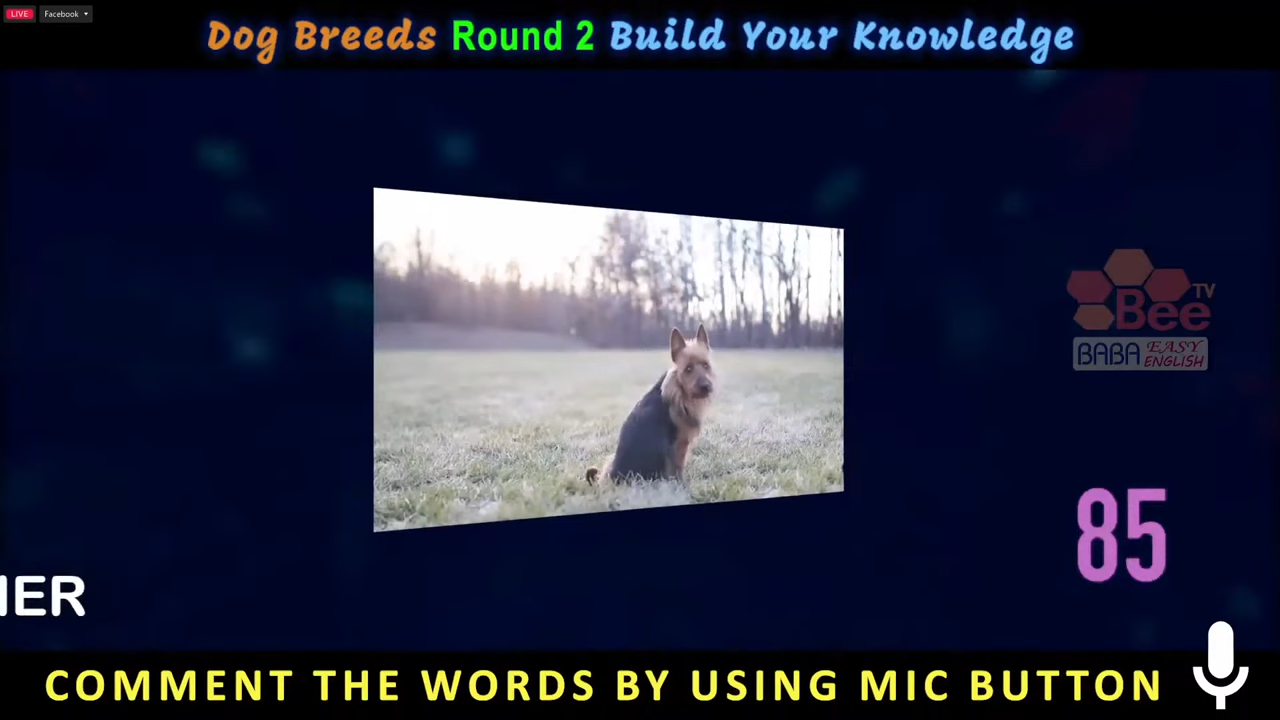 LIVE
Facebook
Dog Breeds Round 2 Build Your Knowledge
TV
Bee
BABA EASY ENGLISH
85
COMMENT THE WORDS BY USING MIC BUTTON